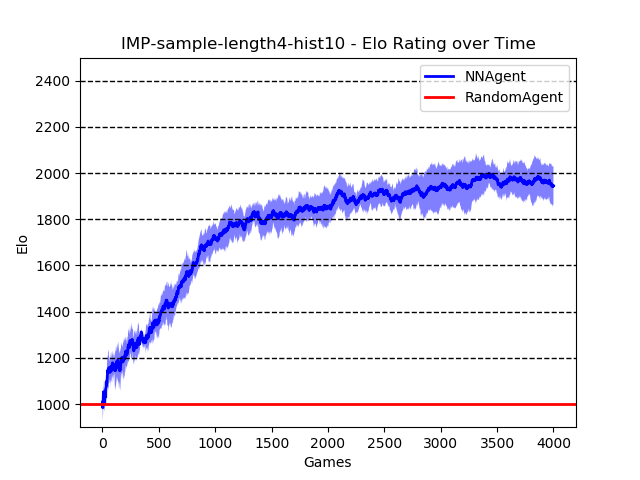 IMP-sample-length4-hist10 - Elo Rating over Time
NNAgent
RandomAgent
2400
2200
2000
1800
1600
1400
1200
1000
Elo
0 500 1000 1500 2000 2500 3000 3500 4000
Games